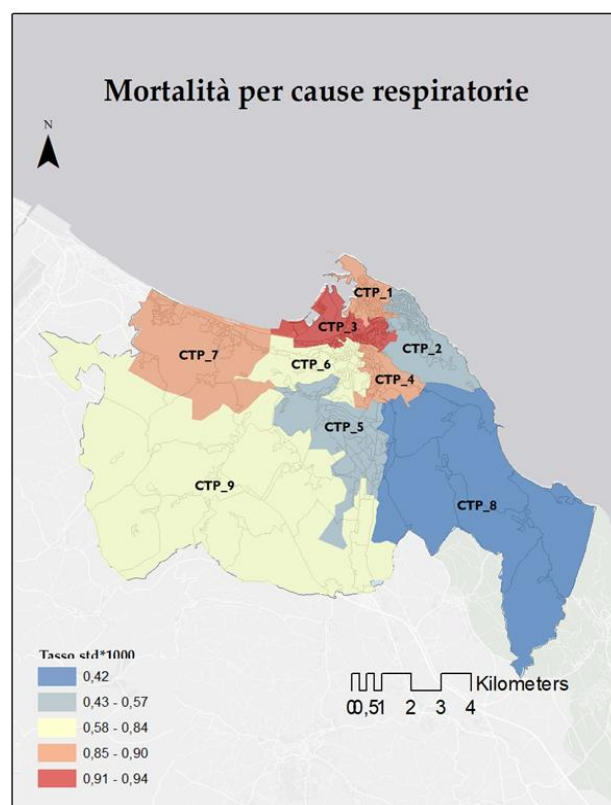 Mortalità per cause respiratorie
N
CTP_1
CTP_3
CTP_2
CTP_7
CTP_6
CTP_4
CTP_5
CTP_9
CTP_8
Tasso std*1000
0,42
0,43 - 0,57
0,58 - 0,84
0,85 - 0,90
0,91 - 0,94
Kilometers
00,51 2 3 4